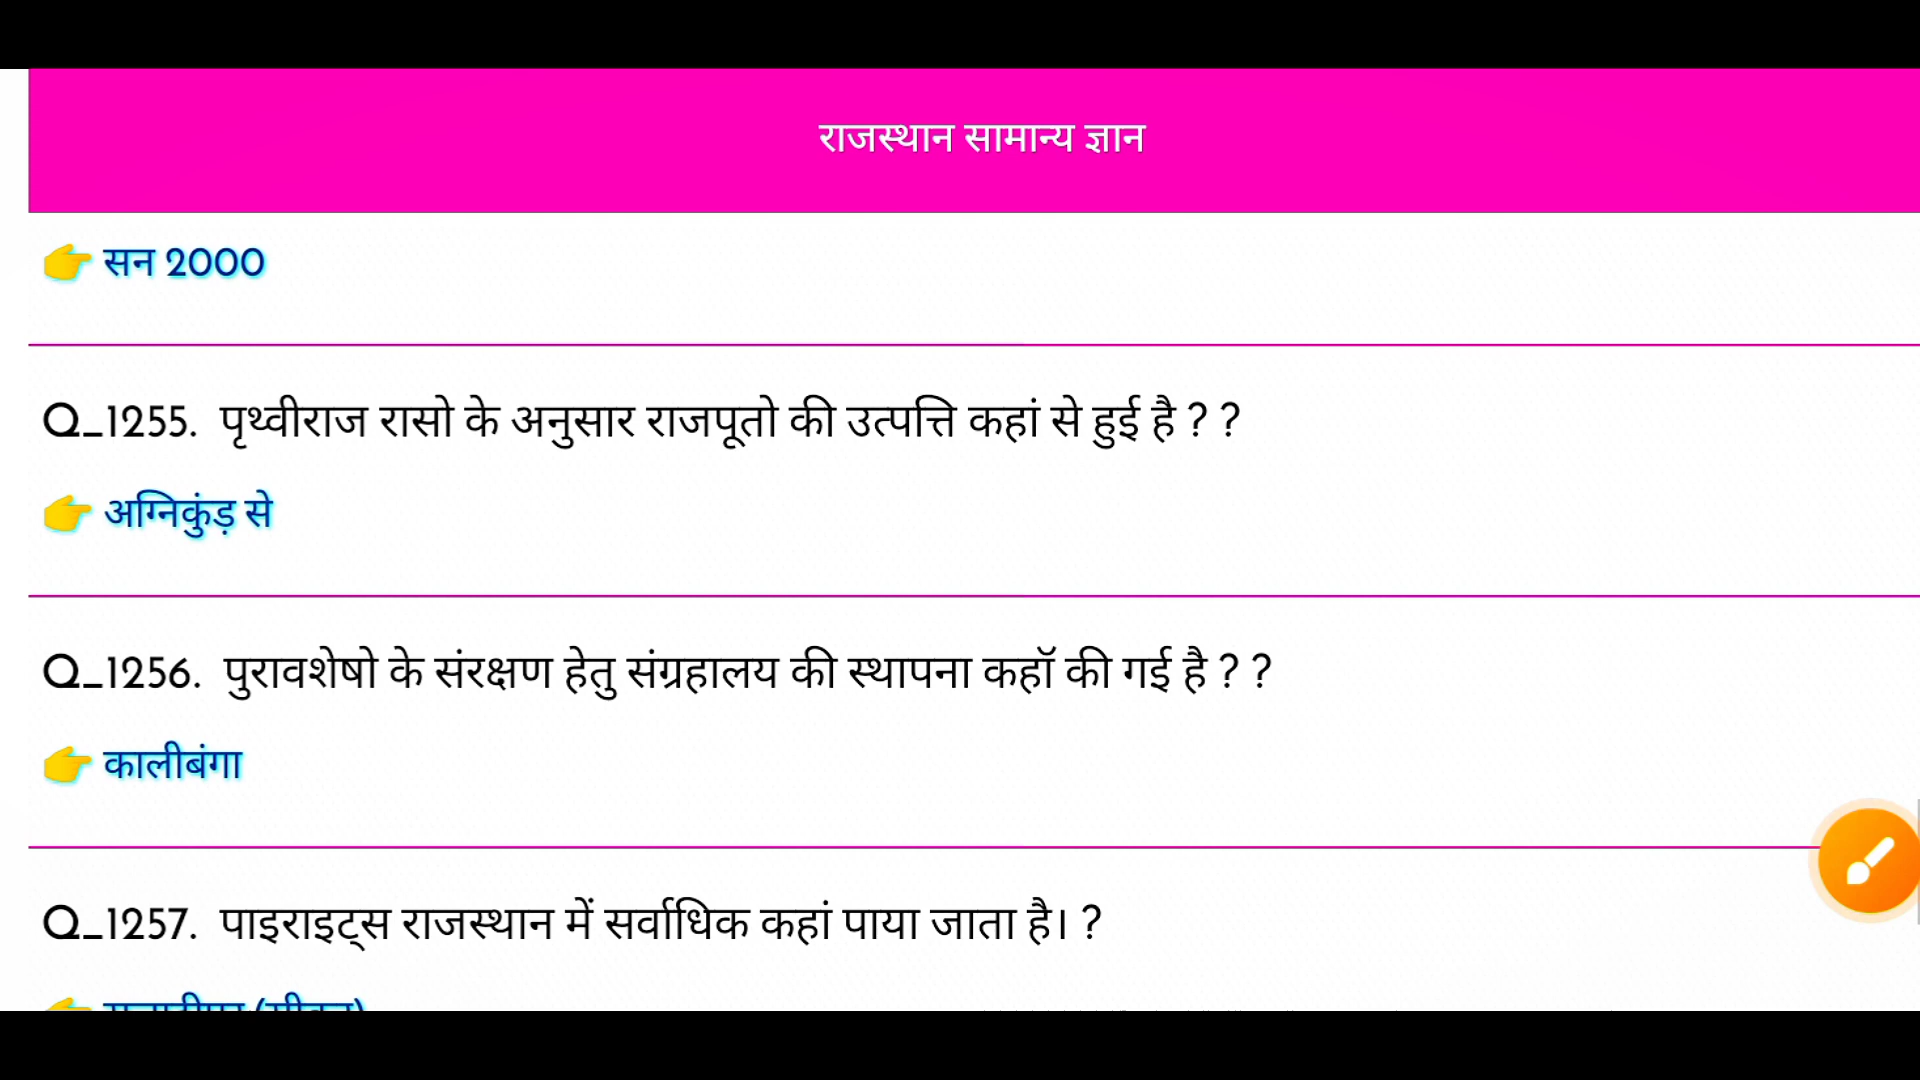 राजस्थान सामान्य ज्ञान
👉 सन 2000
Q_1255. पृथ्वीराज रासो के अनुसार राजपूतो की उत्पत्ति कहां से हुई है ? ?
👉 अग्निकुंड़ से
Q_1256. पुरावशेषो के संरक्षण हेतु संग्रहालय की स्थापना कहॉ की गई है ? ?
👉 कालीबंगा
Q_1257. पाइराइट्स राजस्थान में सर्वाधिक कहां पाया जाता है। ?